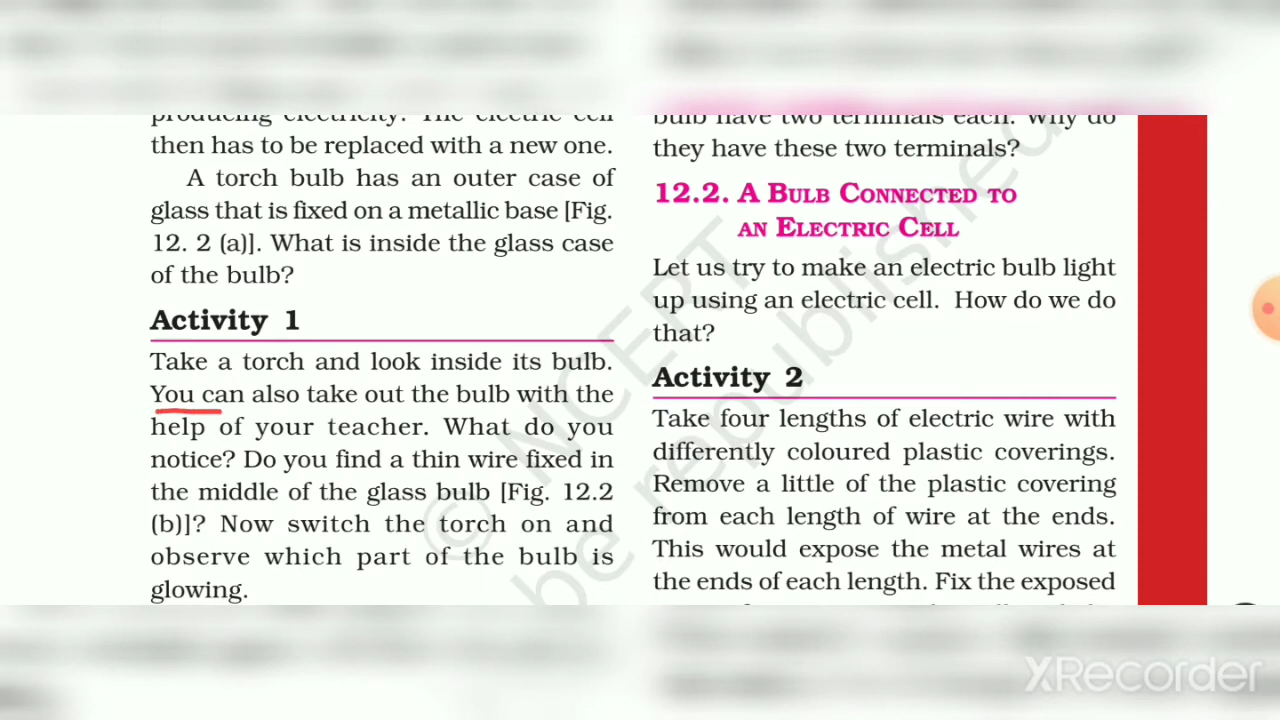 producing electricity. The electric cell
then has to be replaced with a new one.
A torch bulb has an outer case of
glass that is fixed on a metallic base [Fig.
12. 2 (a)]. What is inside the glass case
of the bulb?
Activity 1
Take a torch and look inside its bulb.
You can also take out the bulb with the
help of your teacher. What do you
notice? Do you find a thin wire fixed in
the middle of the glass bulb [Fig. 12.2
(b)]? Now switch the torch on and
observe which part of the bulb is
glowing.
bulb have two terminals each. Why do
they have these two terminals?
12.2. A BULB CONNECTED TO
AN ELECTRIC CELL
Let us try to make an electric bulb light
up using an electric cell. How do we do
that?
Activity 2
Take four lengths of electric wire with
differently coloured plastic coverings.
Remove a little of the plastic covering
from each length of wire at the ends.
This would expose the metal wires at
the ends of each length. Fix the exposed
© NCERT
be republished
XRecorder